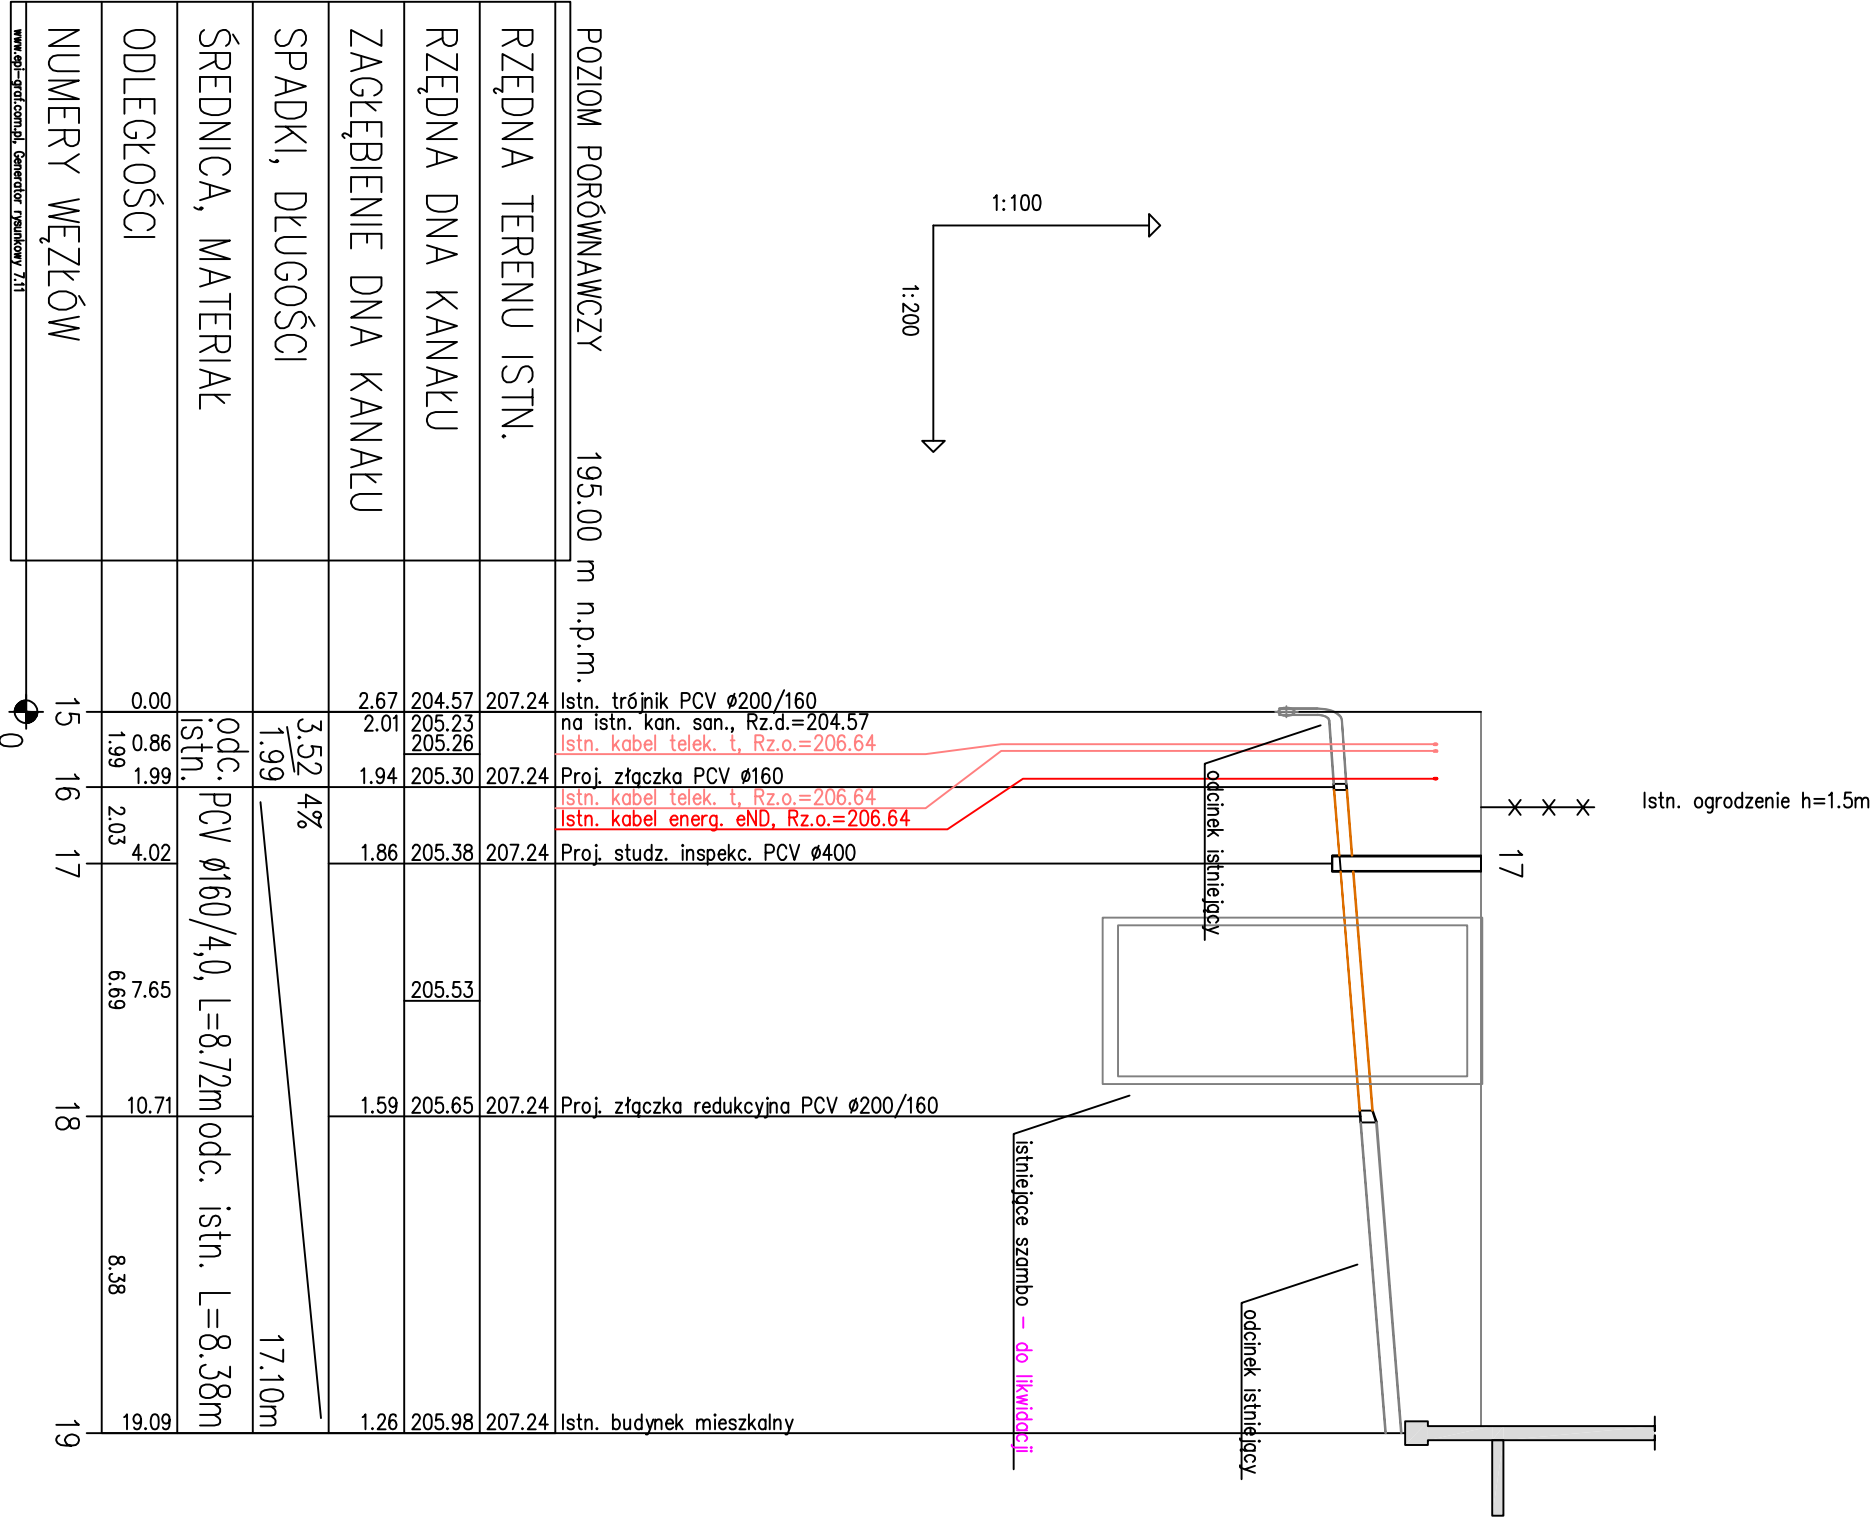 1:100
1:200
Istn. ogrodzenie h=1.5m
17
POZIOM PORÓWNAWCZY 195.00 m n.p.m.
RZĘDNA TERENU ISTN.
RZĘDNA DNA KANAŁU
ZAGŁĘBIENIE DNA KANAŁU
SPADKI, DŁUGOŚCI
ŚREDNICA, MATERIAŁ
ODLEGŁOŚCI
NUMERY WĘZŁÓW
www.epi-graf.com.pl, Generator rysunkowy 7.11
0.00 2.67 204.57 207.24 Istn. trójnik PCV ø200/160
15 2.01 205.23 na istn. kan. san., Rz.d.=204.57
0.86 205.26 Istn. kabel telek. t, Rz.o.=206.64
1.99 1.94 205.30 207.24 Proj. złączka PCV ø160
16
Istn. kabel telek. t, Rz.o.=206.64
Istn. kabel energ. eND, Rz.o.=206.64
4.02 1.86 205.38 207.24 Proj. studz. inspekc. PCV ø400
17
7.65 205.53
10.71 1.59 205.65 207.24 Proj. złączka redukcyjna PCV ø200/160
18
19.09 1.26 205.98 207.24 Istn. budynek mieszkalny
19
0
1.99
2.03
6.69
8.38
3.52 4%
1.99
17.10m
odc. PCV ø160/4,0, L=8.72m odc. istn. L=8.38m
istn.
odcinek istniejący
istniejące szambo - do likwidacji
odcinek istniejący